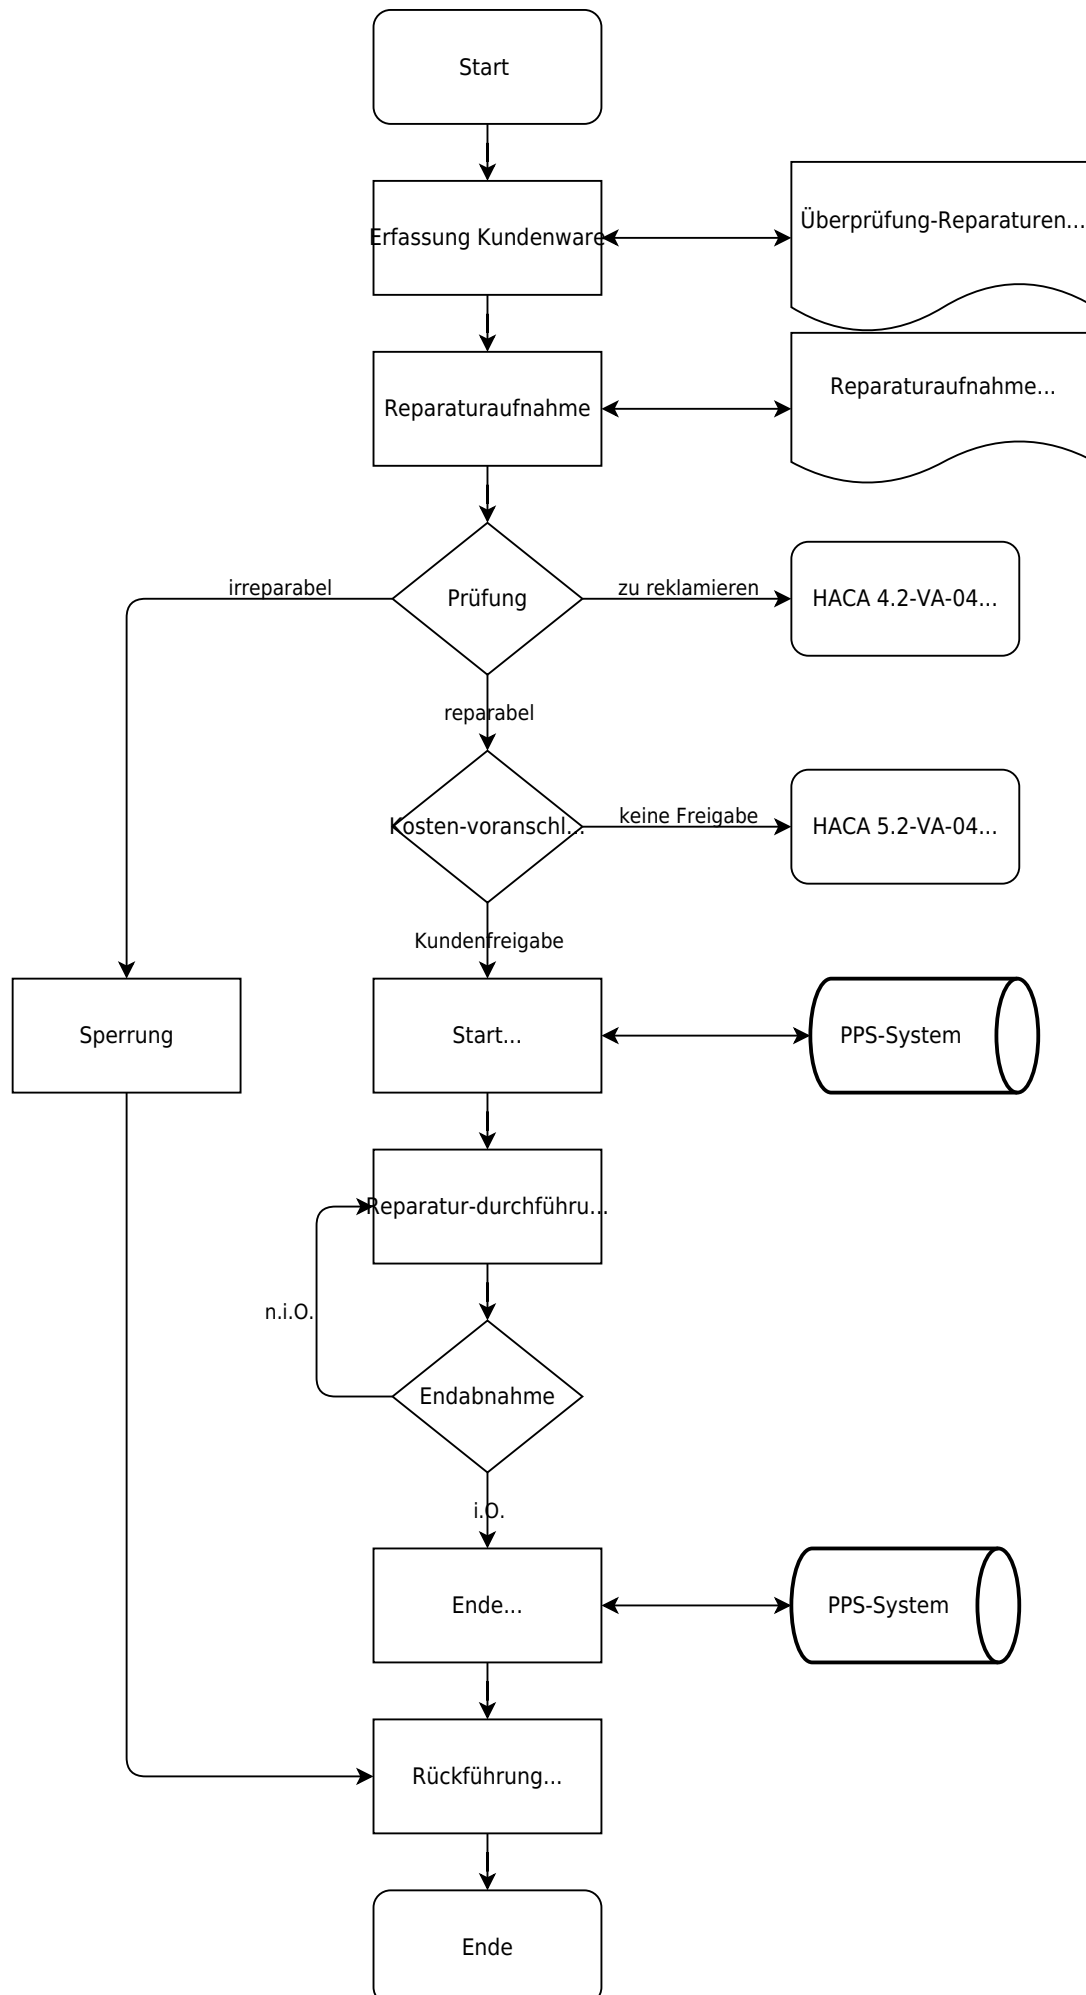 Start
Erfassung Kundenware
Überprüfung-Reparaturen...
Reparaturaufnahme
Reparaturaufnahme...
irreparabel
Prüfung
zu reklamieren
HACA 4.2-VA-04...
reparabel
Kosten-voranschl...
keine Freigabe
HACA 5.2-VA-04...
Kundenfreigabe
Sperrung
Start...
PPS-System
Reparatur-durchführu...
n.i.O.
Endabnahme
i.O.
Ende...
PPS-System
Rückführung...
Ende